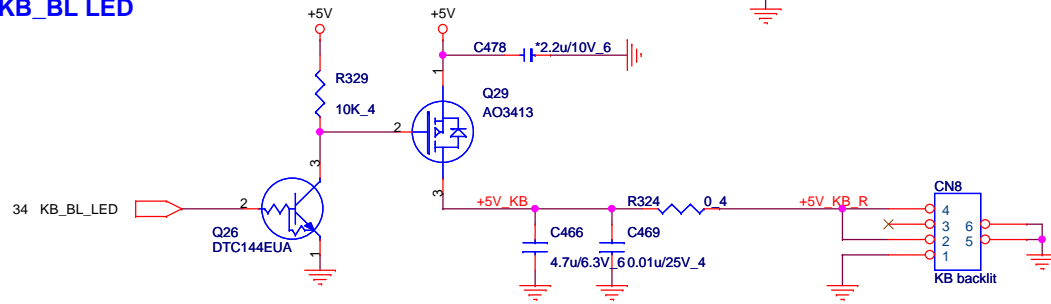 KB_BL LED
+5V
+5V
C478
*2.2u/10V_6
1
R329
10K_4
Q29
AO3413
2
3
3
34 KB_BL_LED
2
Q26
DTC144EUA
1
+5V_KB
R324
0_4
+5V_KB_R
C466
4.7u/6.3V_6
C469
0.01u/25V_4
CN8
4
3
2
1
6
5
KB backlit